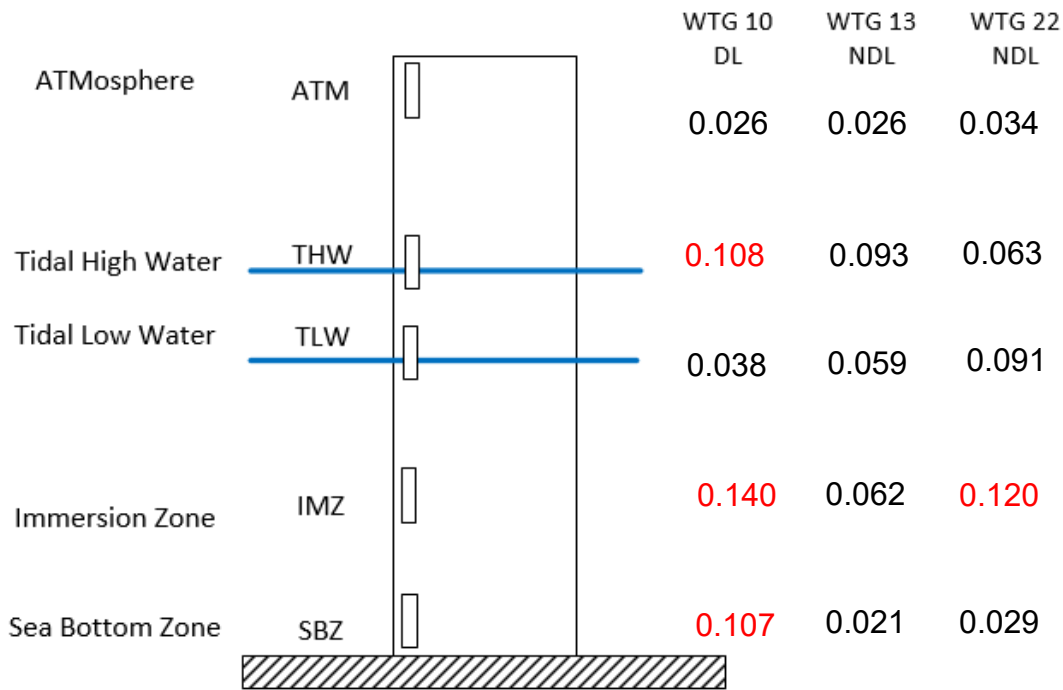 WTG 10 WTG 13 WTG 22
DL NDL NDL
ATMosphere ATM
0.026 0.026 0.034
Tidal High Water THW 0.108 0.093 0.063
Tidal Low Water TLW
0.038 0.059 0.091
Immersion Zone IMZ 0.140 0.062 0.120
Sea Bottom Zone SBZ 0.107 0.021 0.029